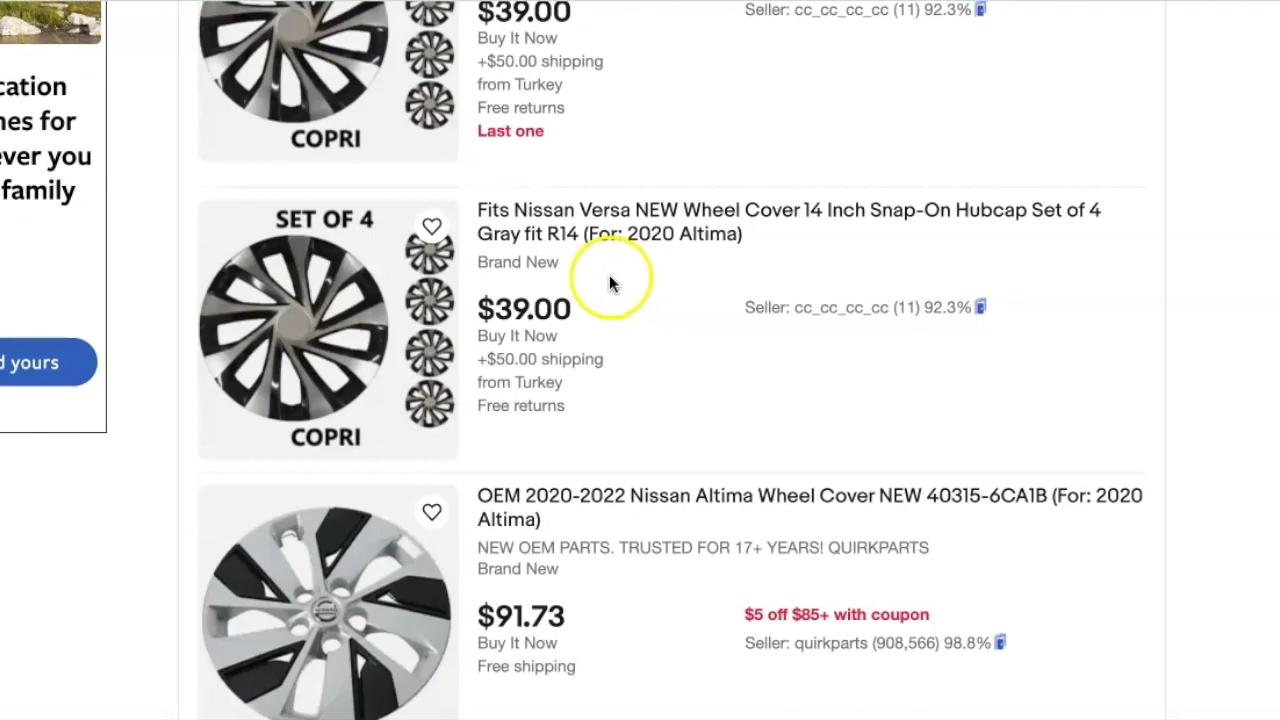 $39.00
Seller: cc_cc_cc_cc (11) 92.3%
Buy It Now
+$50.00 shipping
from Turkey
Free returns
Last one
COPRI
cation
nes for
ever you
family
d yours
SET OF 4
COPRI
Fits Nissan Versa NEW Wheel Cover 14 Inch Snap-On Hubcap Set of 4
Gray fit R14 (For: 2020 Altima)
Brand New
$39.00
Seller: cc_cc_cc_cc (11) 92.3%
Buy It Now
+$50.00 shipping
from Turkey
Free returns
OEM 2020-2022 Nissan Altima Wheel Cover NEW 40315-6CA1B (For: 2020
Altima)
NEW OEM PARTS. TRUSTED FOR 17+ YEARS! QUIRKPARTS
Brand New
$91.73
$5 off $85+ with coupon
Buy It Now
Seller: quirkparts (908,566) 98.8%
Free shipping